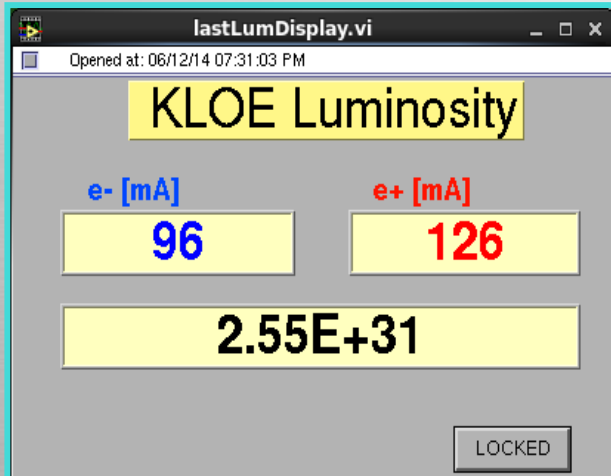 lastLumDisplay.vi
Opened at: 06/12/14 07:31:03 PM
KLOE Luminosity
e- [mA] e+ [mA]
96 126
2.55E+31
LOCKED